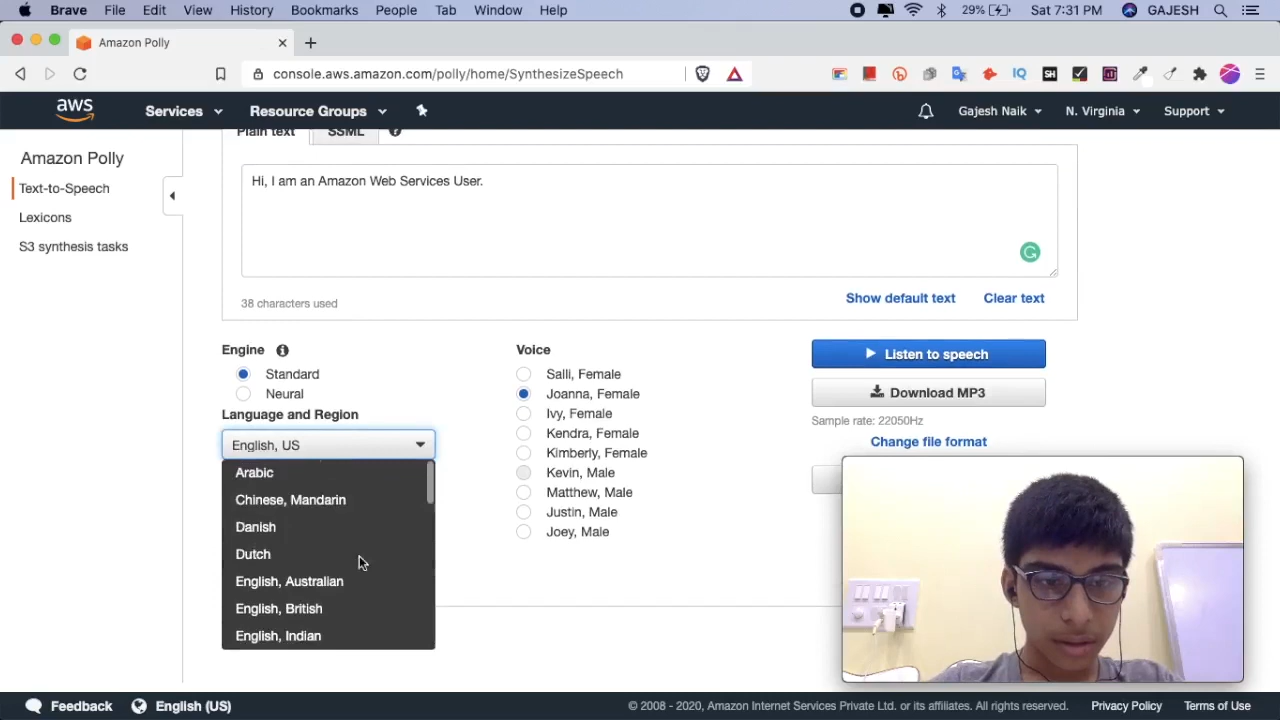 Brave File Edit View History Bookmarks People Tab Window Help 29% Sat 7:31 PM GAJESH
Amazon Polly
console.aws.amazon.com/polly/home/SynthesizeSpeech
aws Services Resource Groups Gajesh Naik N. Virginia Support
Plain text SSML
Amazon Polly
Text-to-Speech
Lexicons
S3 synthesis tasks
Hi, I am an Amazon Web Services User.
38 characters used Show default text Clear text
Engine
Standard
Neural
Language and Region
English, US
Arabic
Chinese, Mandarin
Danish
Dutch
English, Australian
English, British
English, Indian
Voice
Salli, Female
Joanna, Female
Ivy, Female
Kendra, Female
Kimberly, Female
Kevin, Male
Matthew, Male
Justin, Male
Joey, Male
Listen to speech
Download MP3
Sample rate: 22050Hz
Change file format
Feedback English (US) © 2008 - 2020, Amazon Internet Services Private Ltd. or its affiliates. All rights reserved. Privacy Policy Terms of Use